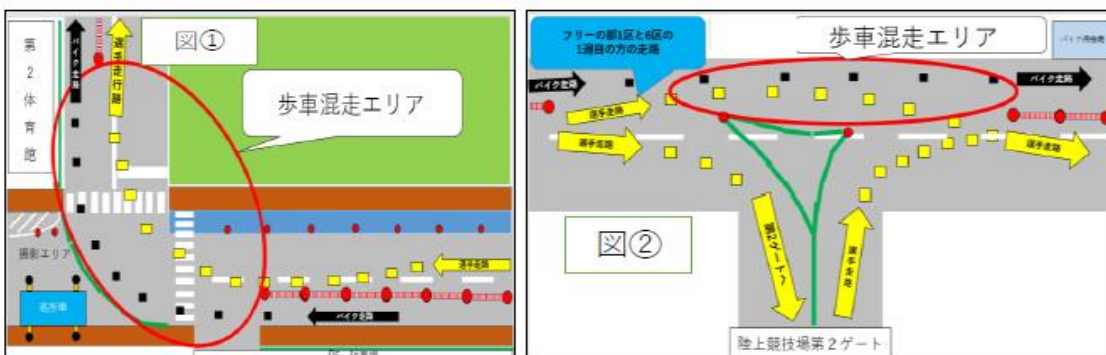 図①
第2体育館
バイク走路
選手走行路
歩車混走エリア
撮影エリア
高所車
選手走路
バイク走路
フリーの部1区と6区の
1週目の方の走路
歩車混走エリア
バイク走路
バイク走路
選手走路
選手走路
選手走路
第2ゲートへ
選手走路
図②
陸上競技場第2ゲート